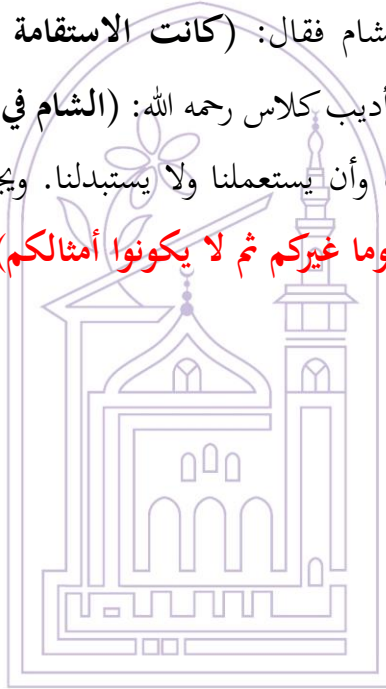 شام فقال: (كانت الاستقامة
أديب كلاس رحمه الله: (الشام في
وأن يستعملنا ولا يستبدلنا.
وما غيركم ثم لا يكونوا أمثالكم)